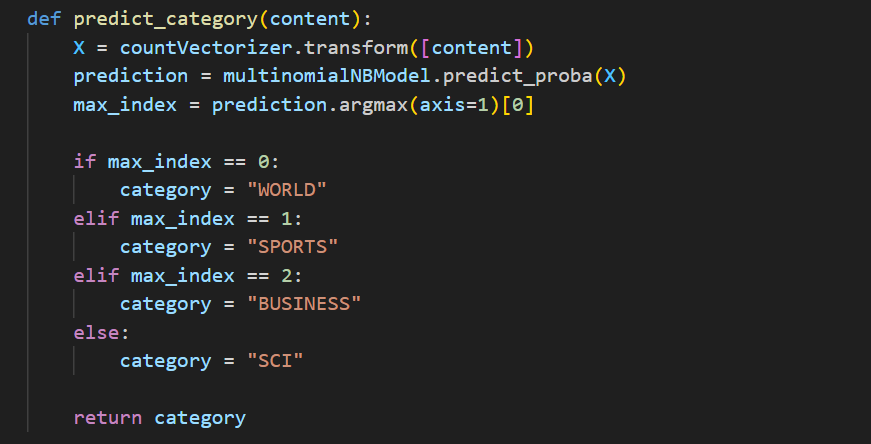 def predict_category(content):
    X = countVectorizer.transform([content])
    prediction = multinomialNBModel.predict_proba(X)
    max_index = prediction.argmax(axis=1)[0]

    if max_index == 0:
        category = "WORLD"
    elif max_index == 1:
        category = "SPORTS"
    elif max_index == 2:
        category = "BUSINESS"
    else:
        category = "SCI"

    return category